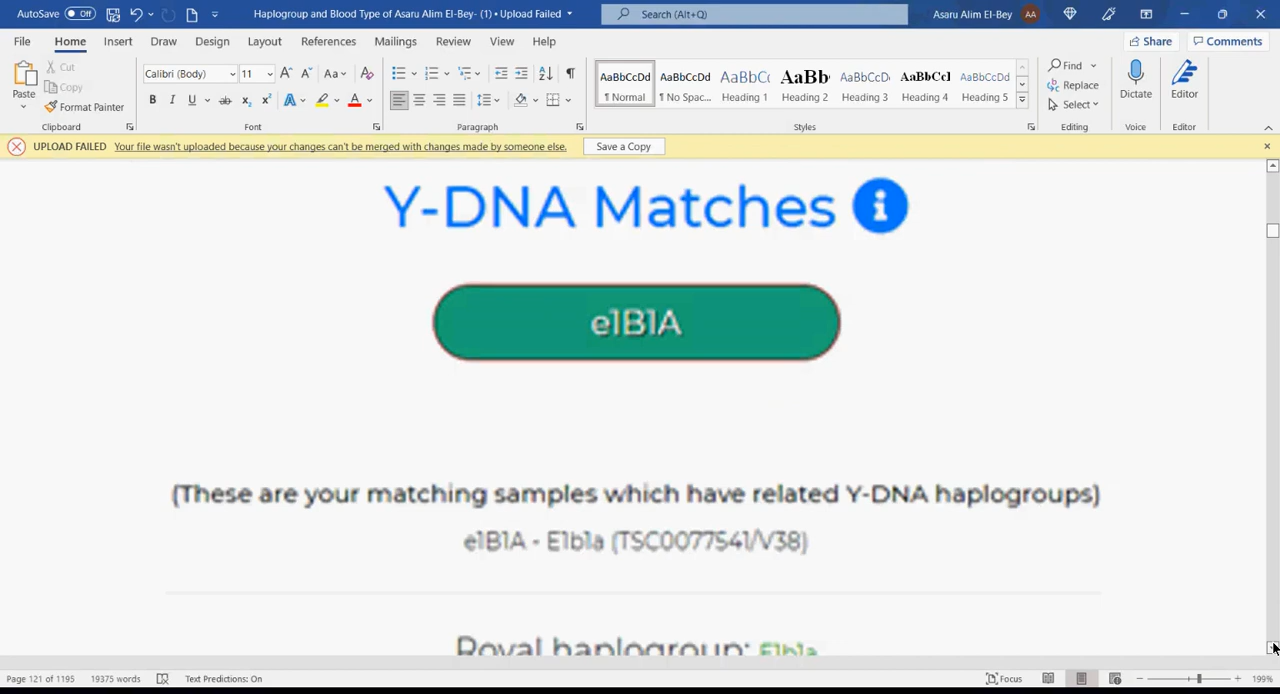 AutoSave Off Haplogroup and Blood Type of Asaru Alim El-Bey- (1) • Upload Failed Search (Alt+Q) Asaru Alim El-Bey AA
File Home Insert Draw Design Layout References Mailings Review View Help Share Comments
Paste Cut Copy Format Painter
Calibri (Body) 11
AaBbCcDd ¶ Normal
AaBbCcDd ¶ No Spac...
AaBbCc Heading 1
AaBb Heading 2
AaBbCcDd Heading 3
AaBbCcI Heading 4
AaBbCcDd Heading 5
Find Replace Select
Dictate
Editor
Clipboard Font Paragraph Styles Editing Voice Editor
UPLOAD FAILED Your file wasn't uploaded because your changes can't be merged with changes made by someone else. Save a Copy
Y-DNA Matches
e1B1A
(These are your matching samples which have related Y-DNA haplogroups)
e1B1A - E1b1a (TSC0077541/V38)
Royal haplogroup: E1b1a
Page 121 of 1195 19375 words Text Predictions: On Focus 199%